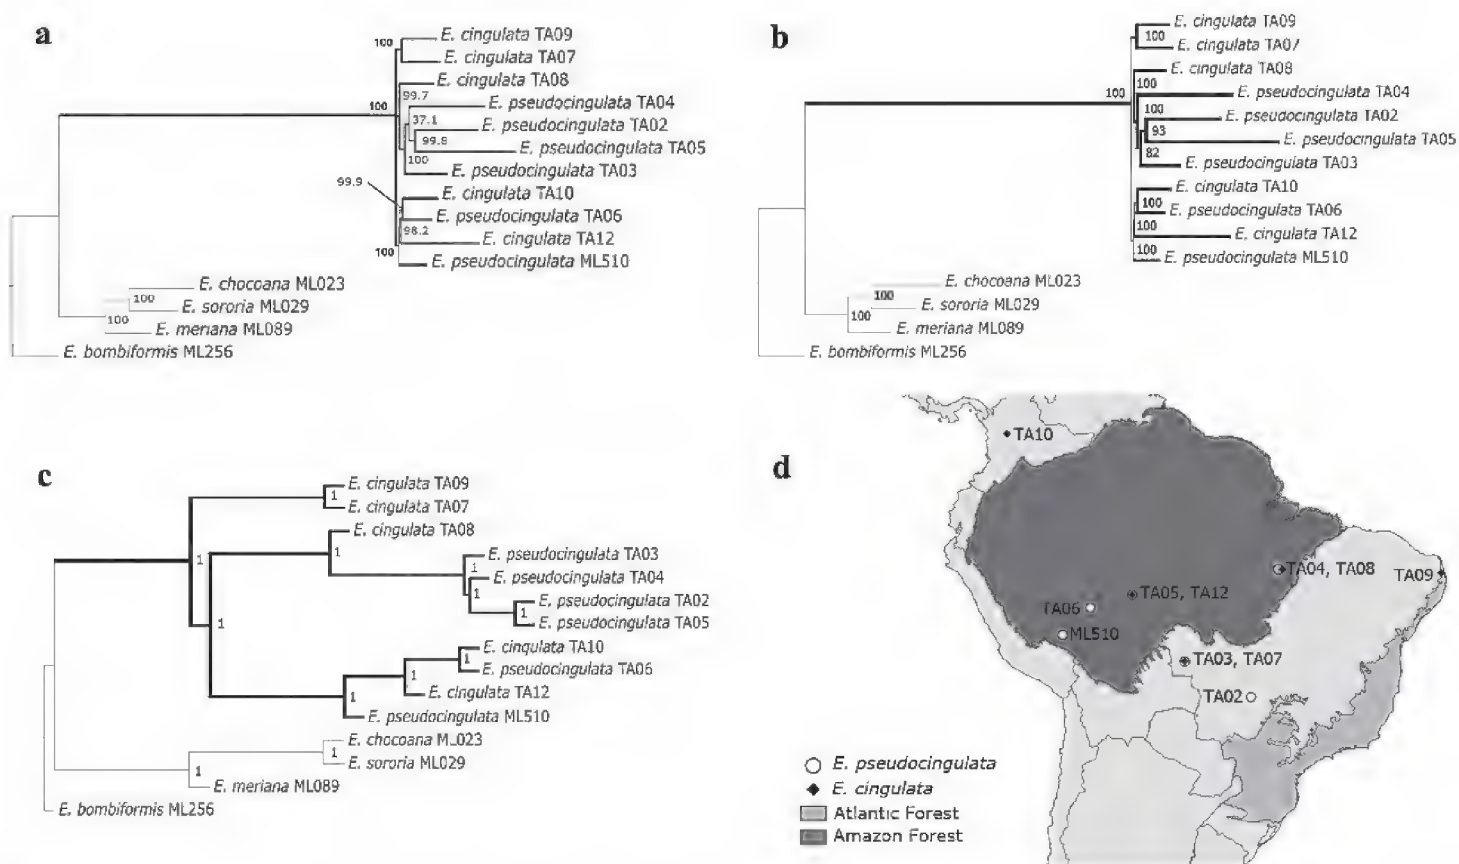 a
E. cingulata TA09
100
E. cingulata TA07
E. cingulata TA08
99.7
100
E. pseudocingulata TA04
37.1
E. pseudocingulata TA02
99.8
E. pseudocingulata TA05
100
E. pseudocingulata TA03
99.9
E. cingulata TA10
E. pseudocingulata TA06
98.2
E. cingulata TA12
100
E. pseudocingulata ML510
E. chocoana ML023
100
E. sororia ML029
100
E. meriana ML089
E. bombiformis ML256
b
E. cingulata TA09
100
E. cingulata TA07
E. cingulata TA08
100
100
E. pseudocingulata TA04
100
E. pseudocingulata TA02
93
E. pseudocingulata TA05
82
E. pseudocingulata TA03
E. cingulata TA10
100
E. pseudocingulata TA06
100
E. cingulata TA12
100
E. pseudocingulata ML510
E. chocoana ML023
100
E. sororia ML029
100
E. meriana ML089
E. bombiformis ML256
c
E. cingulata TA09
1
E. cingulata TA07
E. cingulata TA08
1
1
E. pseudocingulata TA03
1
E. pseudocingulata TA04
1
E. pseudocingulata TA02
1
E. pseudocingulata TA05
1
E. cingulata TA10
1
E. pseudocingulata TA06
1
E. cingulata TA12
1
E. pseudocingulata ML510
E. chocoana ML023
1
E. sororia ML029
1
E. meriana ML089
E. bombiformis ML256
d
TA10
TA04, TA08
TA09
TA05, TA12
TA06
ML510
TA03, TA07
TA02
E. pseudocingulata
E. cingulata
Atlantic Forest
Amazon Forest